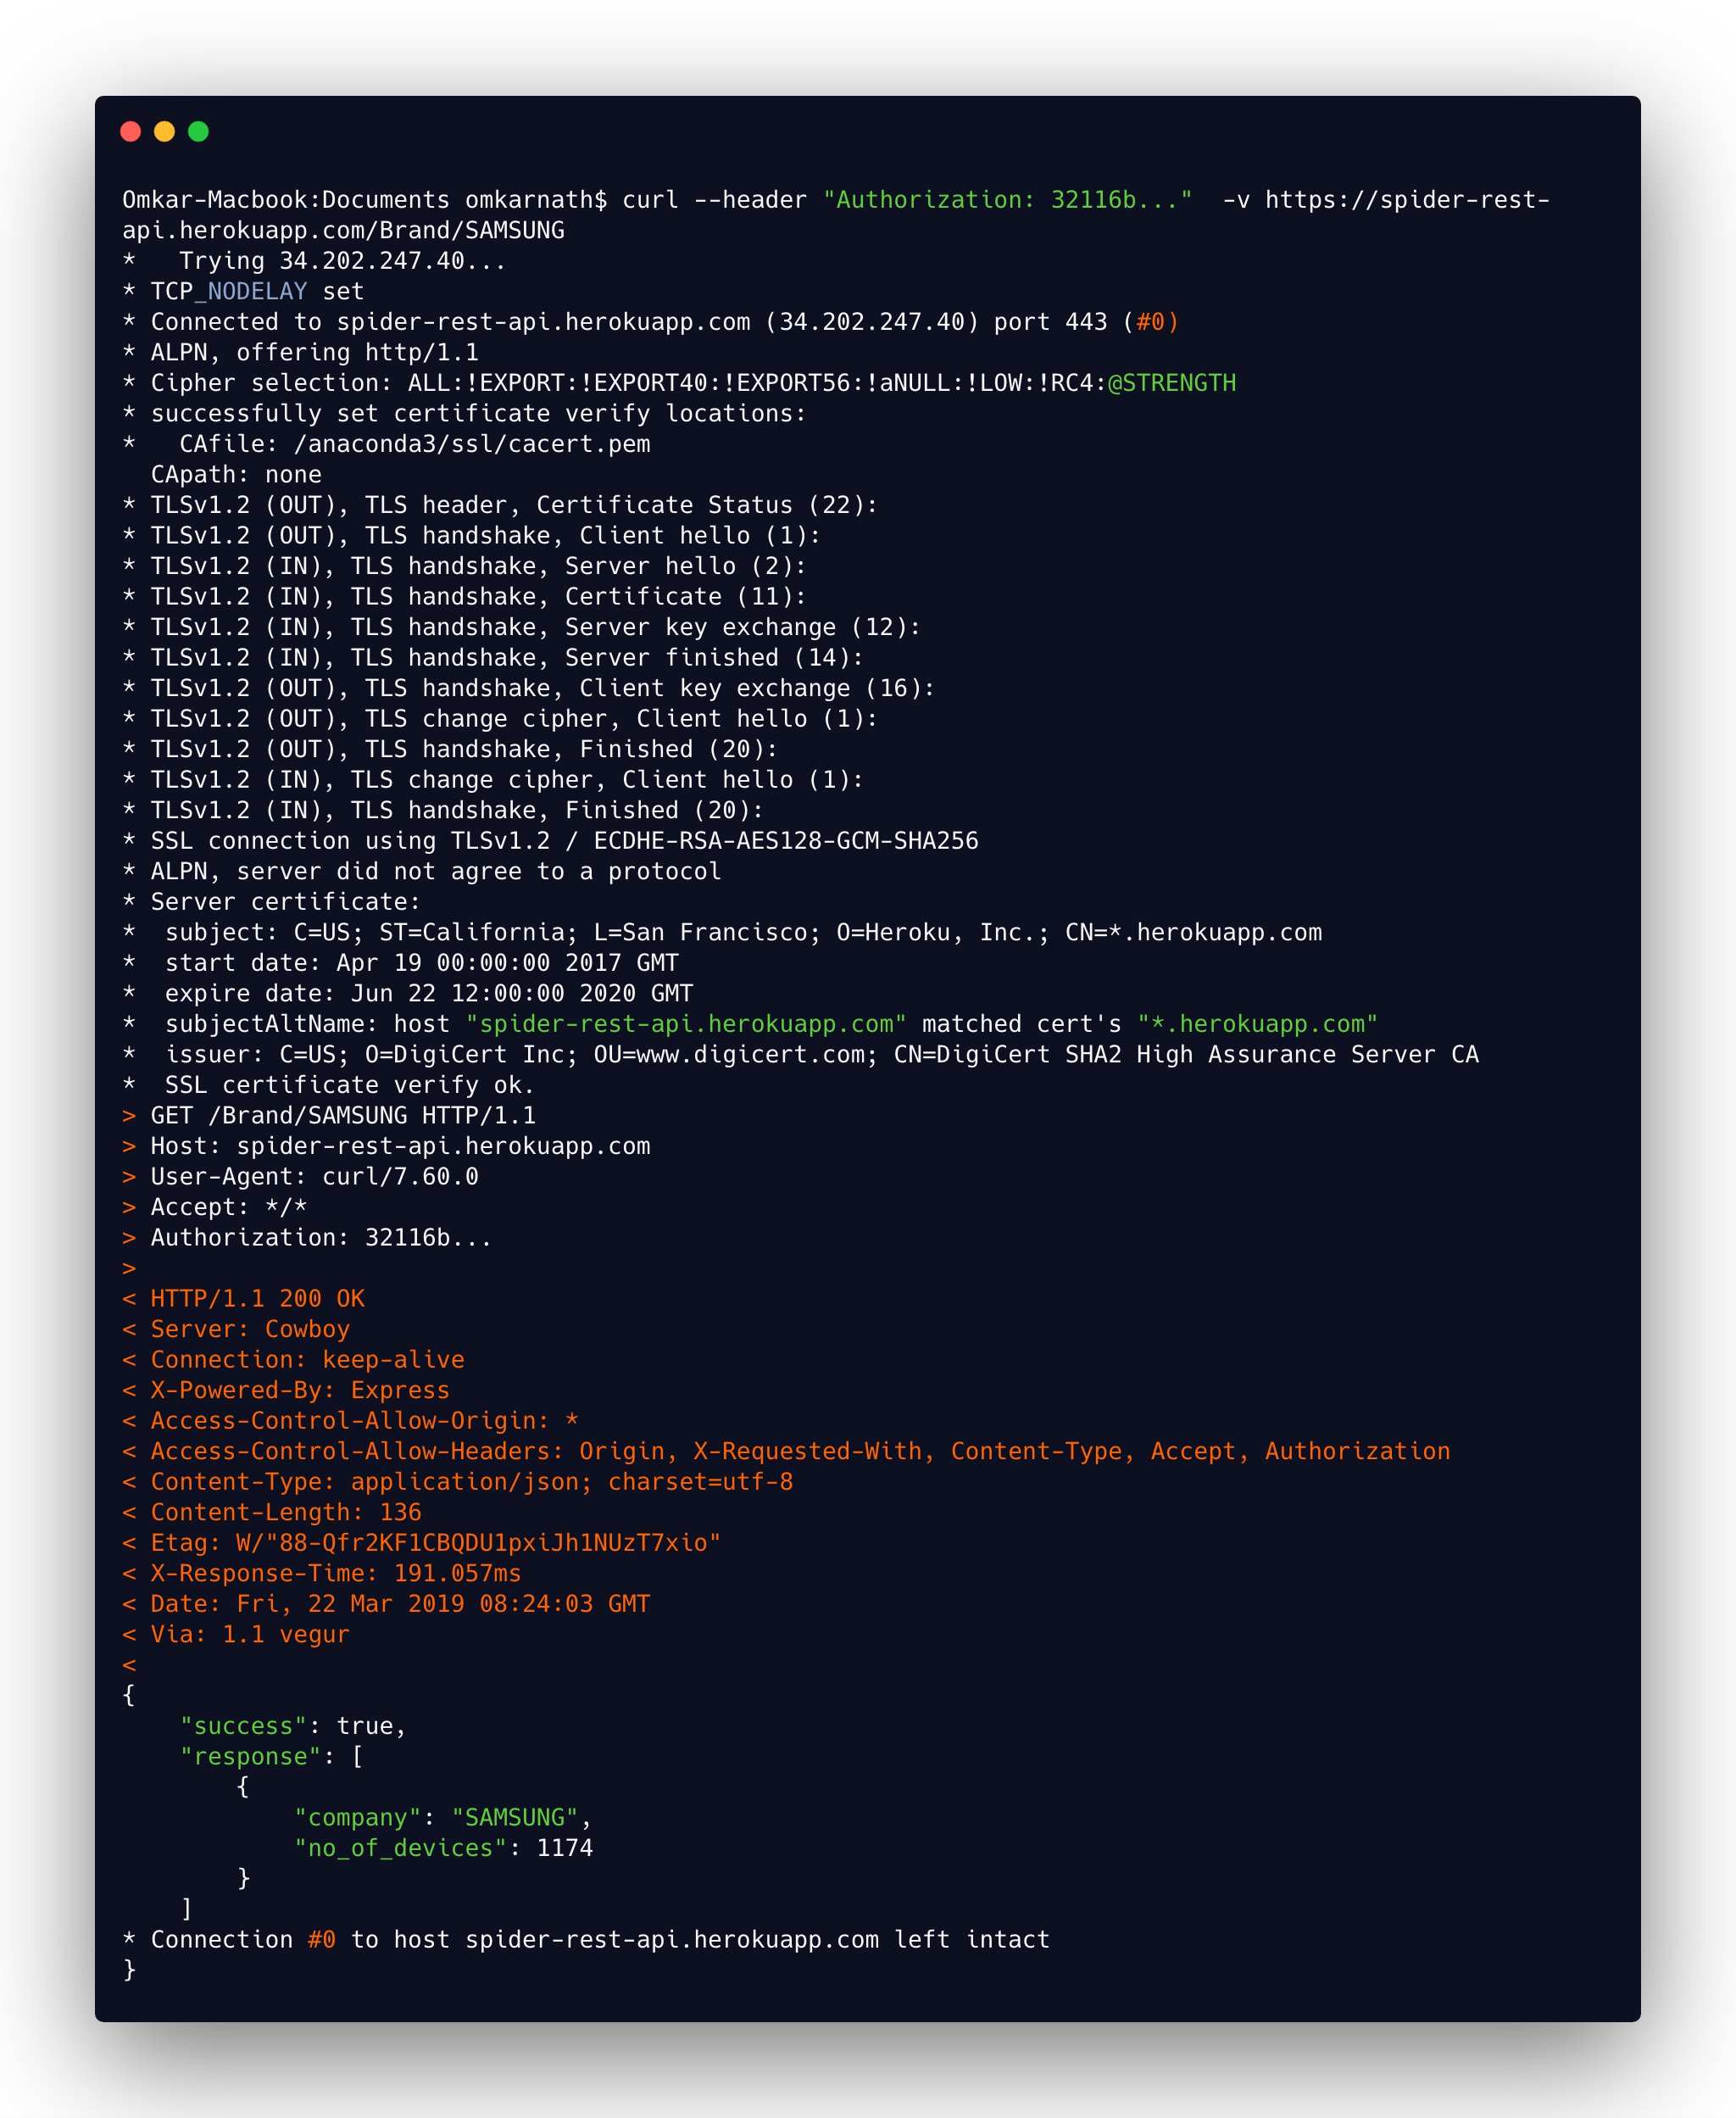 Omkar-Macbook:Documents omkarnath$ curl --header "Authorization: 32116b..."  -v https://spider-rest-
api.herokuapp.com/Brand/SAMSUNG
*   Trying 34.202.247.40...
* TCP_NODELAY set
* Connected to spider-rest-api.herokuapp.com (34.202.247.40) port 443 (#0)
* ALPN, offering http/1.1
* Cipher selection: ALL:!EXPORT:!EXPORT40:!EXPORT56:!aNULL:!LOW:!RC4:@STRENGTH
* successfully set certificate verify locations:
*   CAfile: /anaconda3/ssl/cacert.pem
  CApath: none
* TLSv1.2 (OUT), TLS header, Certificate Status (22):
* TLSv1.2 (OUT), TLS handshake, Client hello (1):
* TLSv1.2 (IN), TLS handshake, Server hello (2):
* TLSv1.2 (IN), TLS handshake, Certificate (11):
* TLSv1.2 (IN), TLS handshake, Server key exchange (12):
* TLSv1.2 (IN), TLS handshake, Server finished (14):
* TLSv1.2 (OUT), TLS handshake, Client key exchange (16):
* TLSv1.2 (OUT), TLS change cipher, Client hello (1):
* TLSv1.2 (OUT), TLS handshake, Finished (20):
* TLSv1.2 (IN), TLS change cipher, Client hello (1):
* TLSv1.2 (IN), TLS handshake, Finished (20):
* SSL connection using TLSv1.2 / ECDHE-RSA-AES128-GCM-SHA256
* ALPN, server did not agree to a protocol
* Server certificate:
*  subject: C=US; ST=California; L=San Francisco; O=Heroku, Inc.; CN=*.herokuapp.com
*  start date: Apr 19 00:00:00 2017 GMT
*  expire date: Jun 22 12:00:00 2020 GMT
*  subjectAltName: host "spider-rest-api.herokuapp.com" matched cert's "*.herokuapp.com"
*  issuer: C=US; O=DigiCert Inc; OU=www.digicert.com; CN=DigiCert SHA2 High Assurance Server CA
*  SSL certificate verify ok.
> GET /Brand/SAMSUNG HTTP/1.1
> Host: spider-rest-api.herokuapp.com
> User-Agent: curl/7.60.0
> Accept: */*
> Authorization: 32116b...
>
< HTTP/1.1 200 OK
< Server: Cowboy
< Connection: keep-alive
< X-Powered-By: Express
< Access-Control-Allow-Origin: *
< Access-Control-Allow-Headers: Origin, X-Requested-With, Content-Type, Accept, Authorization
< Content-Type: application/json; charset=utf-8
< Content-Length: 136
< Etag: W/"88-Qfr2KF1CBQDU1pxiJh1NUzT7xio"
< X-Response-Time: 191.057ms
< Date: Fri, 22 Mar 2019 08:24:03 GMT
< Via: 1.1 vegur
<
{
    "success": true,
    "response": [
        {
            "company": "SAMSUNG",
            "no_of_devices": 1174
        }
    ]
* Connection #0 to host spider-rest-api.herokuapp.com left intact
}